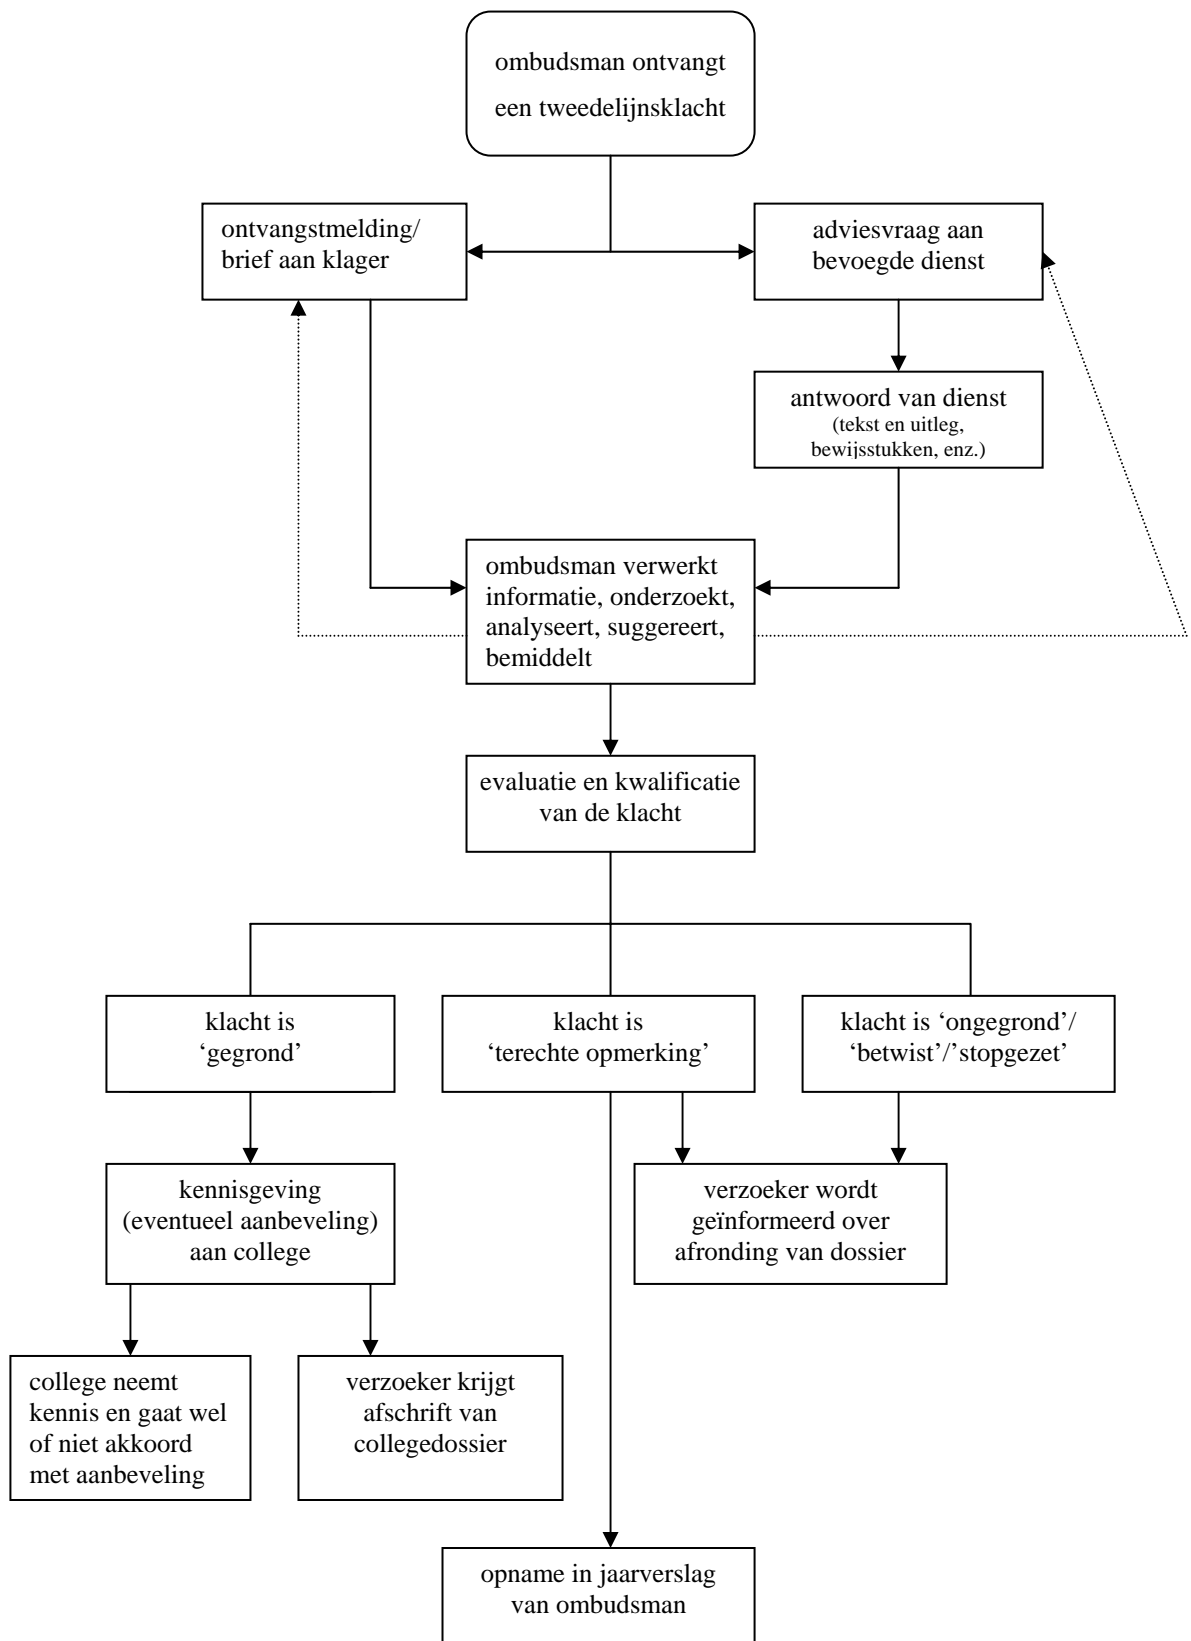 ombudsman ontvangt
een tweedelijnsklacht
ontvangstmelding/
brief aan klager
adviesvraag aan
bevoegde dienst
antwoord van dienst
(tekst en uitleg,
bewijsstukken, enz.)
ombudsman verwerkt
informatie, onderzoekt,
analyseert, suggereert,
bemiddelt
evaluatie en kwalificatie
van de klacht
klacht is
‘gegrond’
klacht is
‘terechte opmerking’
klacht is ‘ongegrond’/
‘betwist’/’stopgezet’
kennisgeving
(eventueel aanbeveling)
aan college
verzoeker wordt
geïnformeerd over
afronding van dossier
college neemt
kennis en gaat wel
of niet akkoord
met aanbeveling
verzoeker krijgt
afschrift van
collegedossier
opname in jaarverslag
van ombudsman